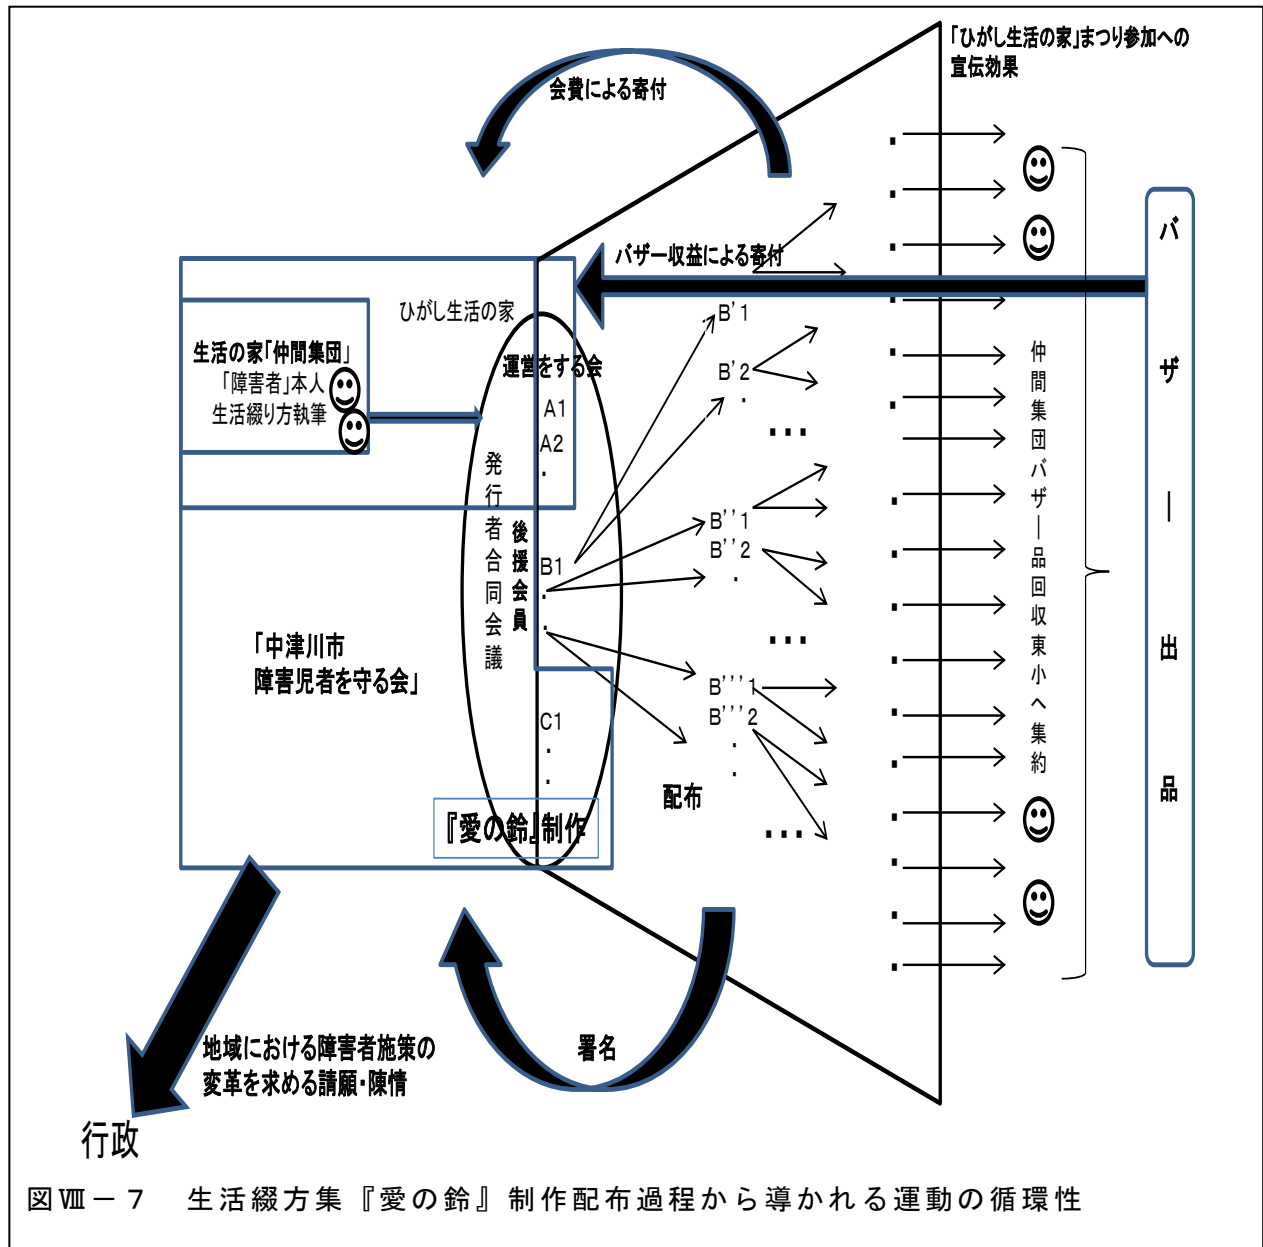 「ひがし生活の家」まつり参加への
宣伝効果
会費による寄付
バザー収益による寄付
ひがし生活の家
生活の家「仲間集団」
「障害者」本人
生活綴り方執筆
運営をする会
A1
A2
.
発行者合同会議
後援会員
B1
.
.
C1
.
.
「中津川市
障害児者を守る会」
『愛の鈴』制作
B'1
B'2
.
...
B''1
B''2
.
...
B'''1
B'''2
.
.
...
配布
仲間集団バザー品回収東小へ集約
バザー出品
署名
地域における障害者施策の
変革を求める請願・陳情
行政
図Ⅷ－７　生活綴方集『愛の鈴』制作配布過程から導かれる運動の循環性